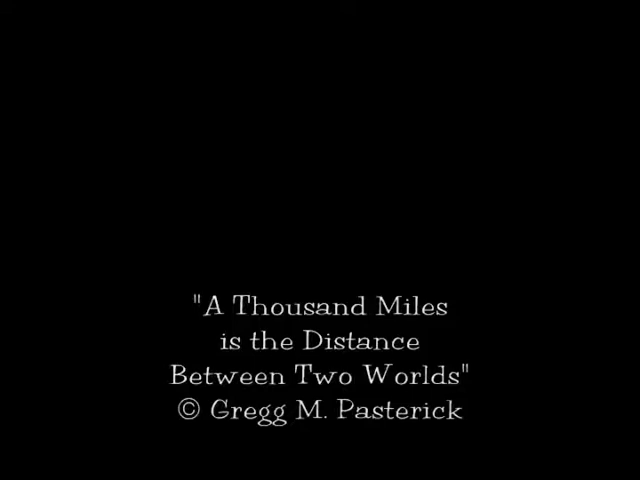 "A Thousand Miles
is the Distance
Between Two Worlds"
© Gregg M. Pasterick